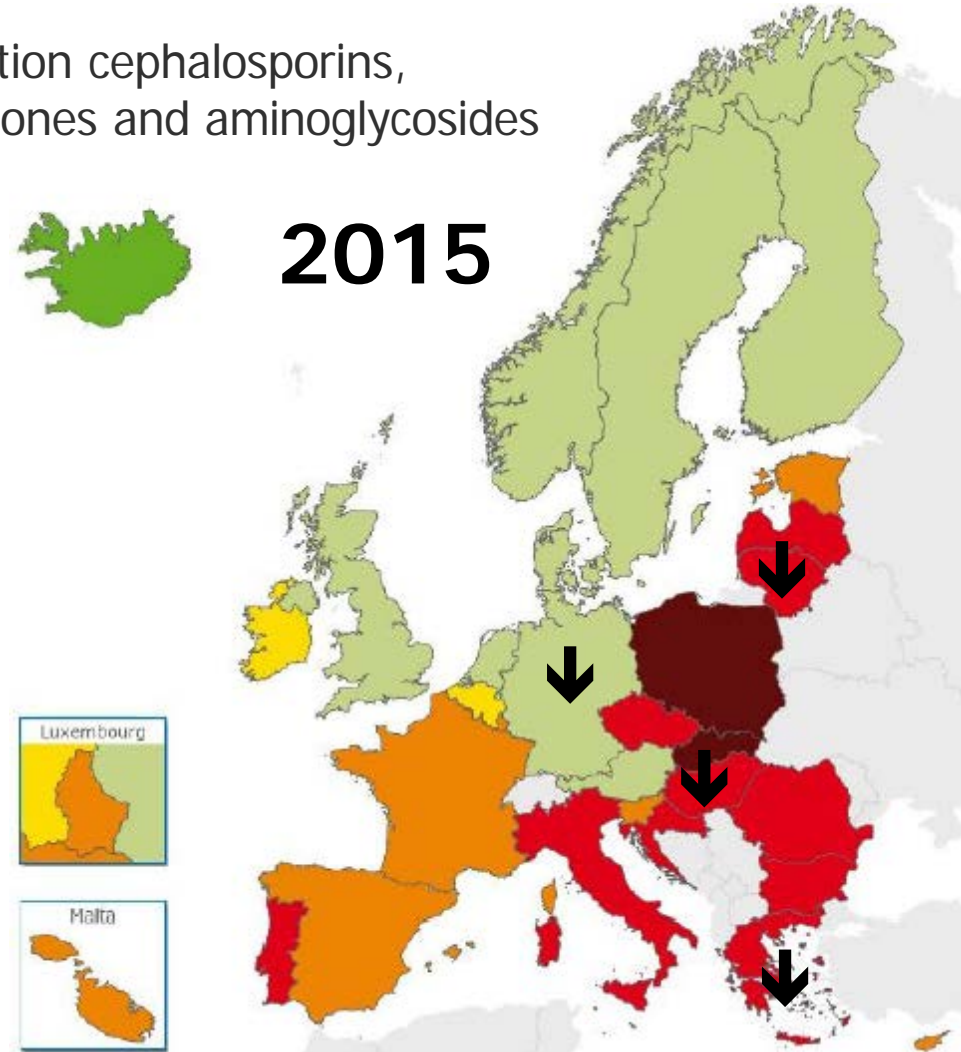 tion cephalosporins,
ones and aminoglycosides
2015
Luxembourg
Malta